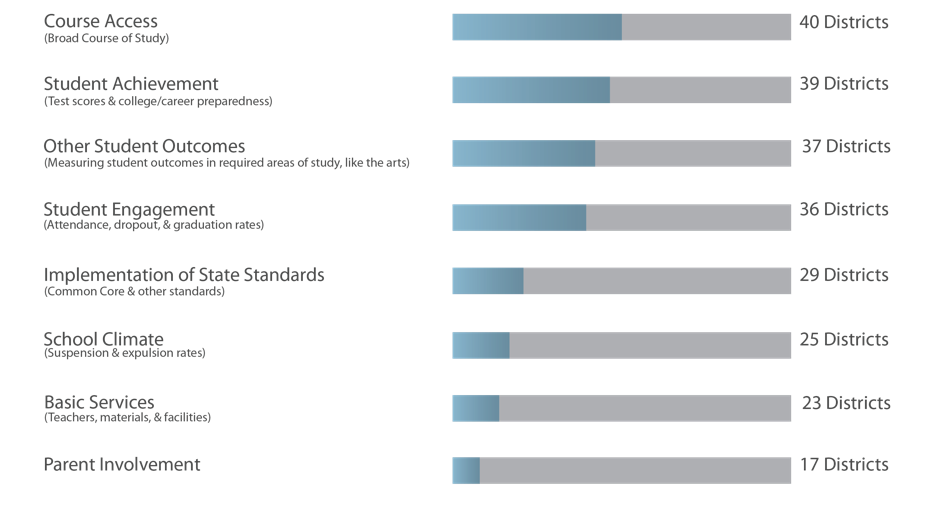 Course Access
(Broad Course of Study)
40 Districts
Student Achievement
(Test scores & college/career preparedness)
39 Districts
Other Student Outcomes
(Measuring student outcomes in required areas of study, like the arts)
37 Districts
Student Engagement
(Attendance, dropout, & graduation rates)
36 Districts
Implementation of State Standards
(Common Core & other standards)
29 Districts
School Climate
(Suspension & expulsion rates)
25 Districts
Basic Services
(Teachers, materials, & facilities)
23 Districts
Parent Involvement
17 Districts